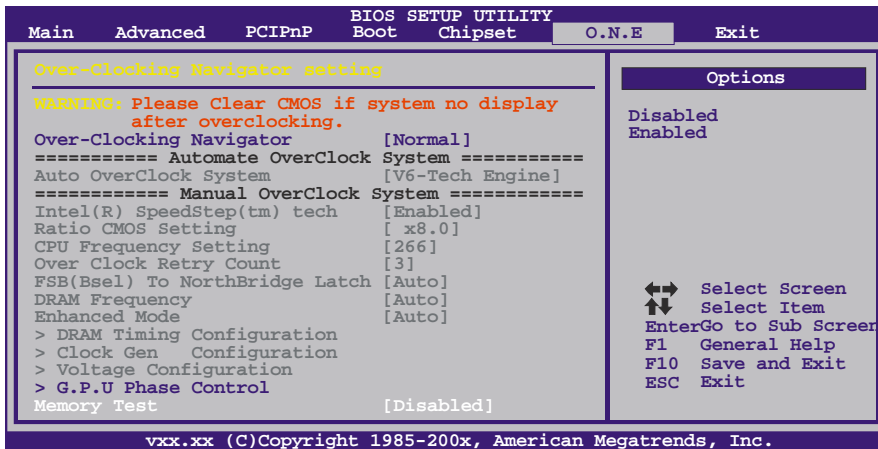 BIOS SETUP UTILITY
Main Advanced PCIPnP Boot Chipset O.N.E Exit
Over-Clocking Navigator setting
WARNING: Please Clear CMOS if system no display
after overclocking.
Over-Clocking Navigator [Normal]
=========== Automate OverClock System ===========
Auto OverClock System [V6-Tech Engine]
============ Manual OverClock System ============
Intel(R) SpeedStep(tm) tech [Enabled]
Ratio CMOS Setting [ x8.0]
CPU Frequency Setting [266]
Over Clock Retry Count [3]
FSB(Bsel) To NorthBridge Latch [Auto]
DRAM Frequency [Auto]
Enhanced Mode [Auto]
> DRAM Timing Configuration
> Clock Gen Configuration
> Voltage Configuration
> G.P.U Phase Control
Memory Test [Disabled]
Options
Disabled
Enabled
Select Screen
Select Item
EnterGo to Sub Screen
F1 General Help
F10 Save and Exit
ESC Exit
vxx.xx (C)Copyright 1985-200x, American Megatrends, Inc.